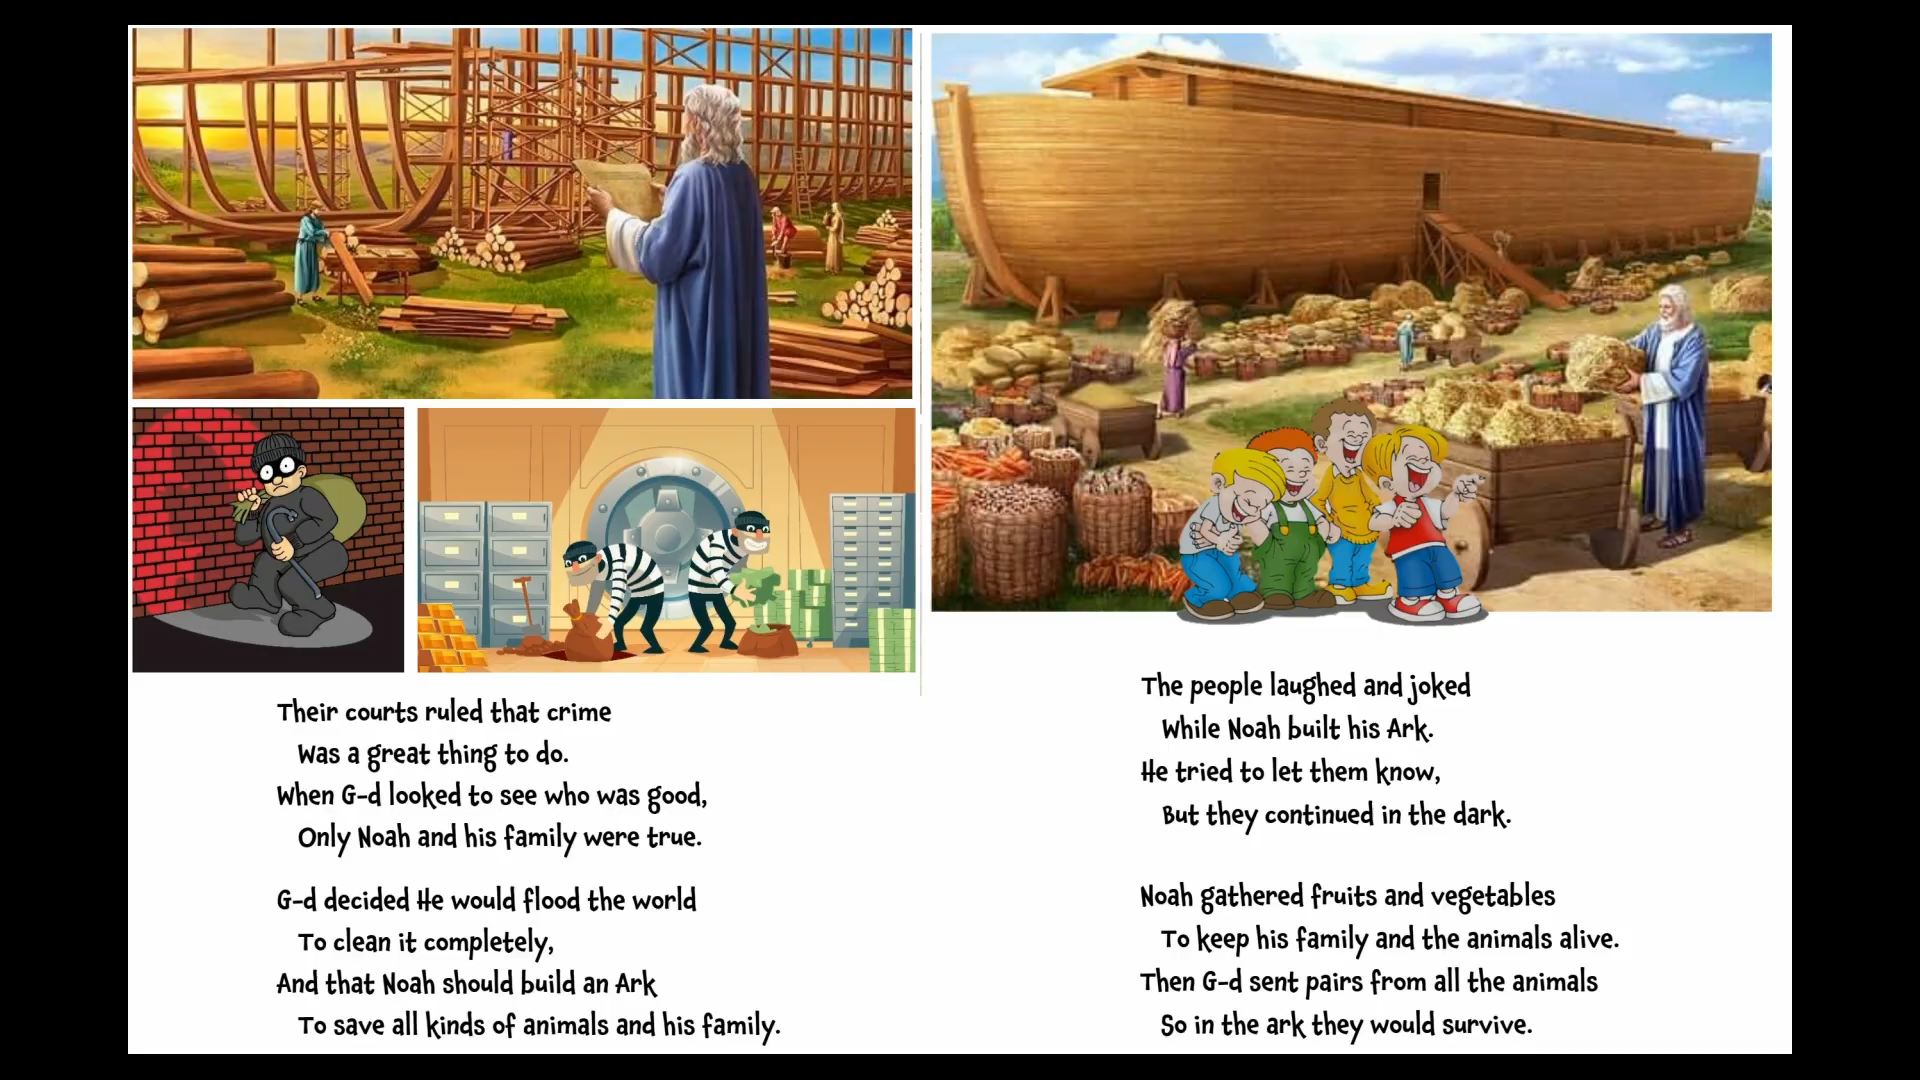 Their courts ruled that crime
Was a great thing to do.
When G-d looked to see who was good,
Only Noah and his family were true.
G-d decided He would flood the world
To clean it completely,
And that Noah should build an Ark
To save all kinds of animals and his family.
The people laughed and joked
While Noah built his Ark.
He tried to let them know,
But they continued in the dark.
Noah gathered fruits and vegetables
To keep his family and the animals alive.
Then G-d sent pairs from all the animals
So in the ark they would survive.